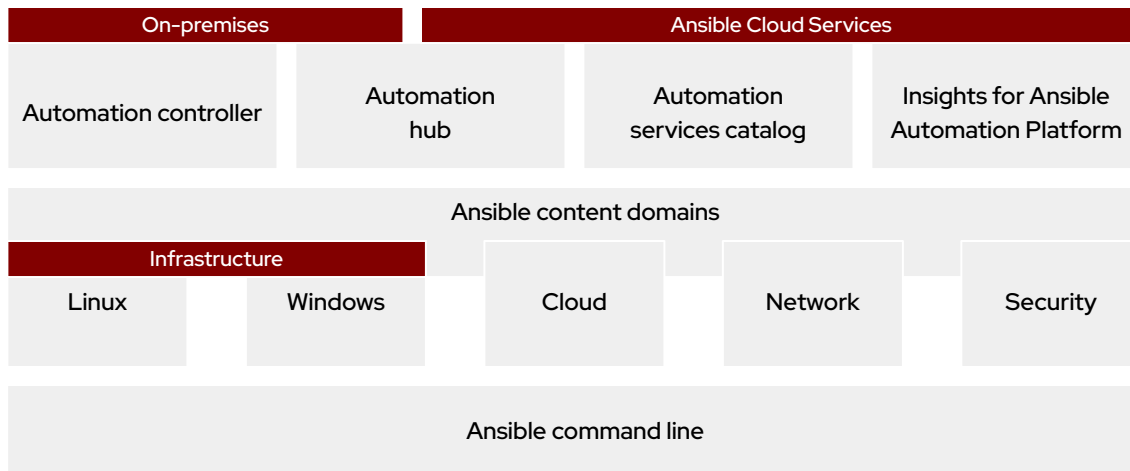 On-premises
Ansible Cloud Services
Automation controller
Automation
hub
Automation
services catalog
Insights for Ansible
Automation Platform
Ansible content domains
Infrastructure
Linux
Windows
Cloud
Network
Security
Ansible command line